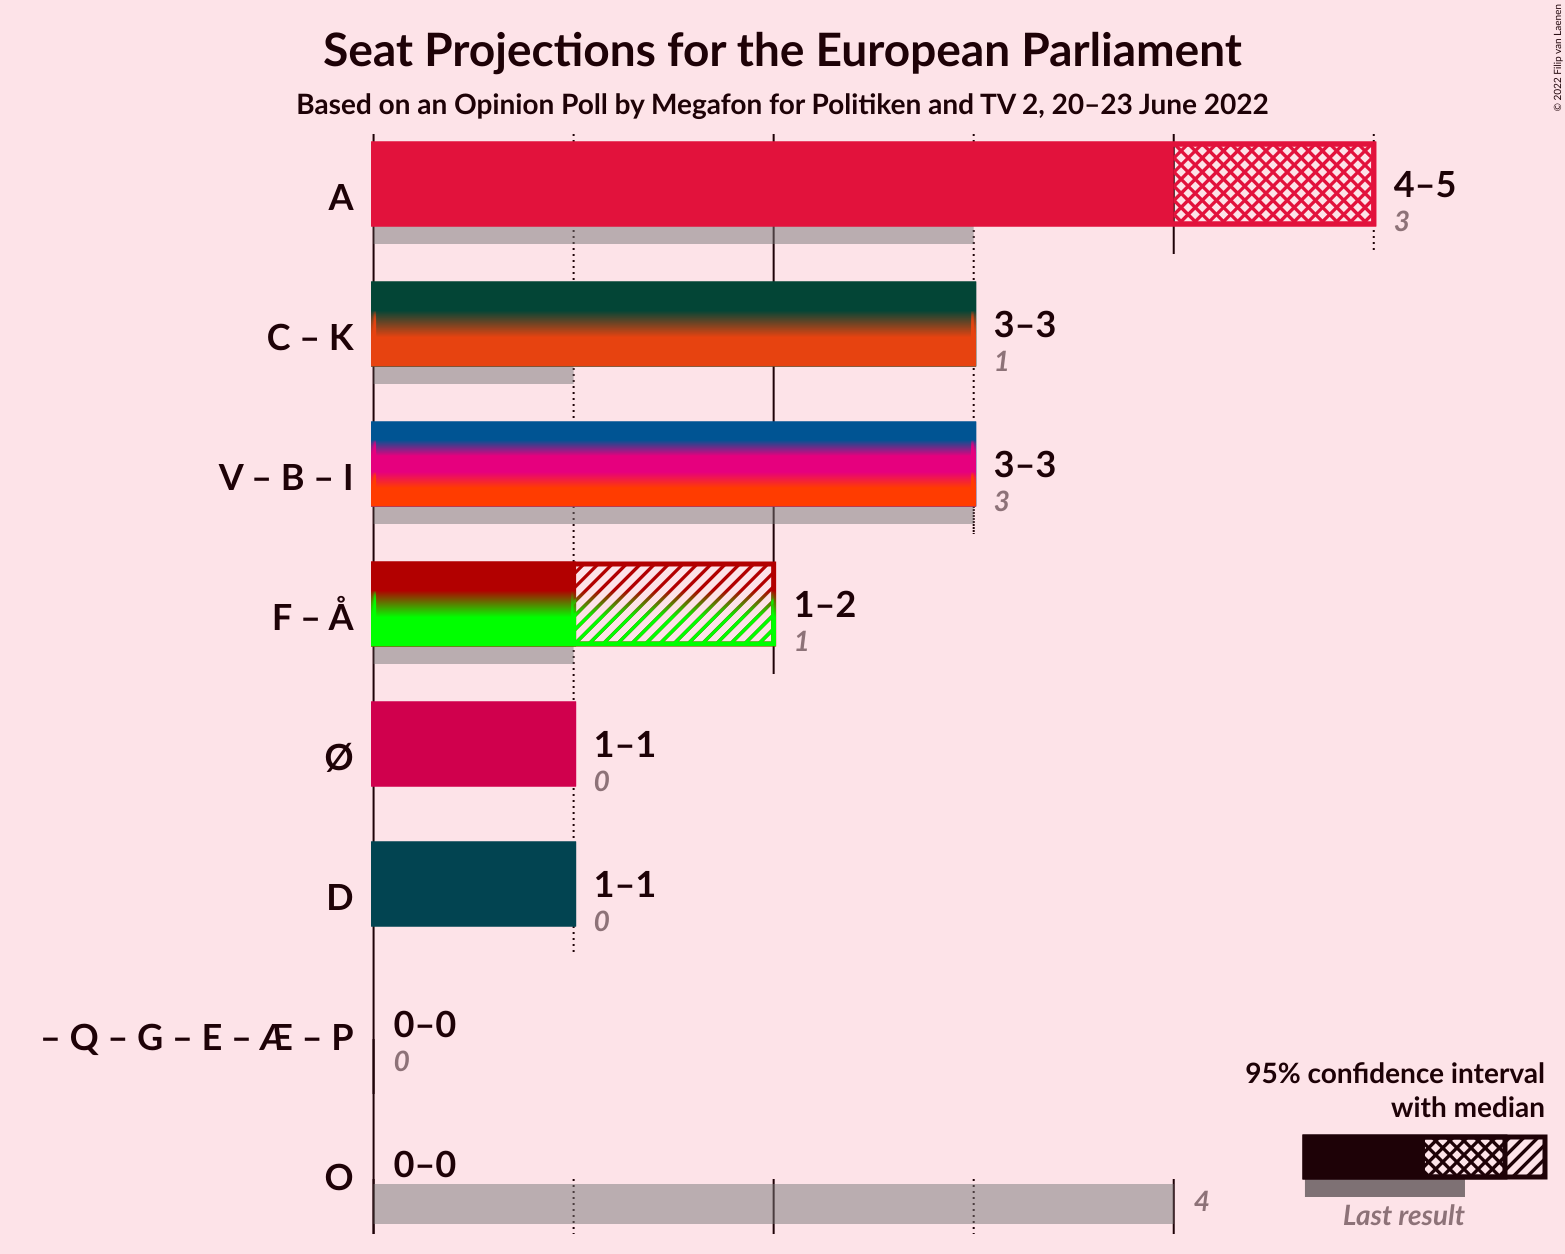 Seat Projections for the European Parliament
Based on an Opinion Poll by Megafon for Politiken and TV 2, 20–23 June 2022
© 2022 Filip van Laenen
A
4–5
3
C – K
3–3
1
V – B – I
3–3
3
F – Å
1–2
1
Ø
1–1
0
D
1–1
0
– Q – G – E – Æ – P
0–0
0
O
0–0
4
95% confidence interval
with median
Last result